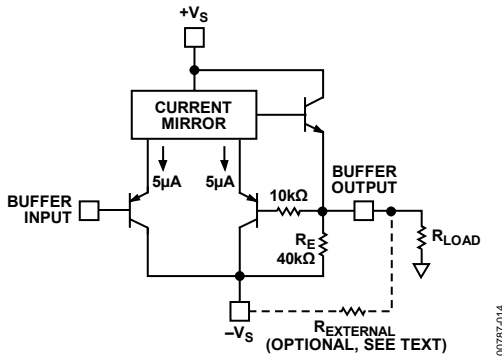 +VS
CURRENT
MIRROR
5µA
5µA
BUFFER
OUTPUT
BUFFER
INPUT
10kΩ
RE
40kΩ
RLOAD
–VS
REXTERNAL
(OPTIONAL, SEE TEXT)
00787-014